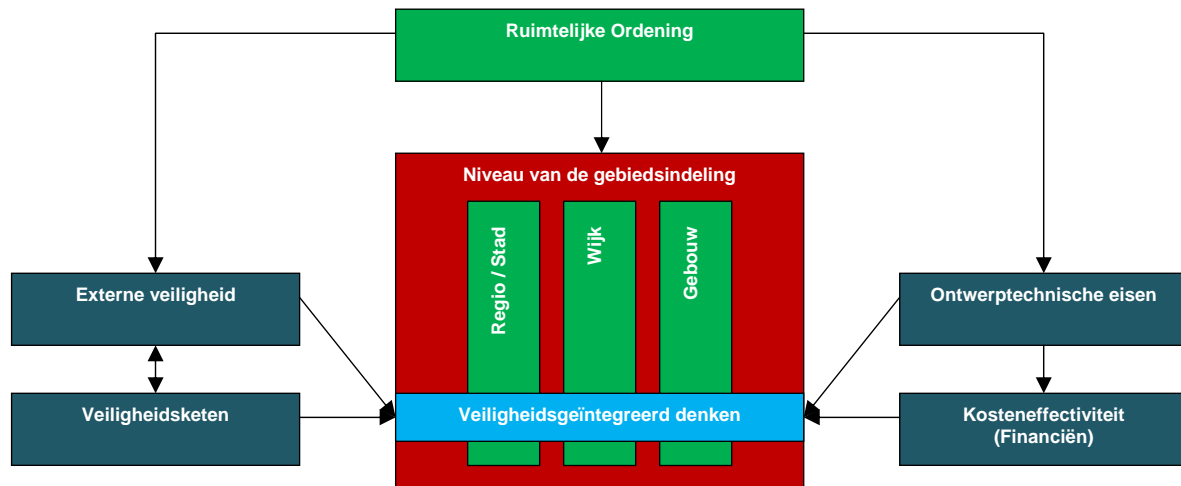 Ruimtelijke Ordening
Niveau van de gebiedsindeling
Regio / Stad
Wijk
Gebouw
Externe veiligheid
Ontwerptechnische eisen
Veiligheidsketen
Veiligheidsgeïntegreerd denken
Kosteneffectiviteit
(Financiën)